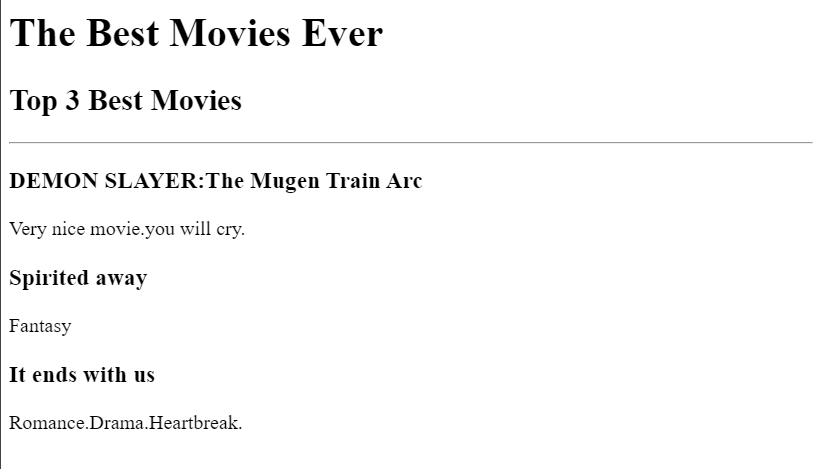 The Best Movies Ever
Top 3 Best Movies
DEMON SLAYER:The Mugen Train Arc
Very nice movie.you will cry.
Spirited away
Fantasy
It ends with us
Romance.Drama.Heartbreak.